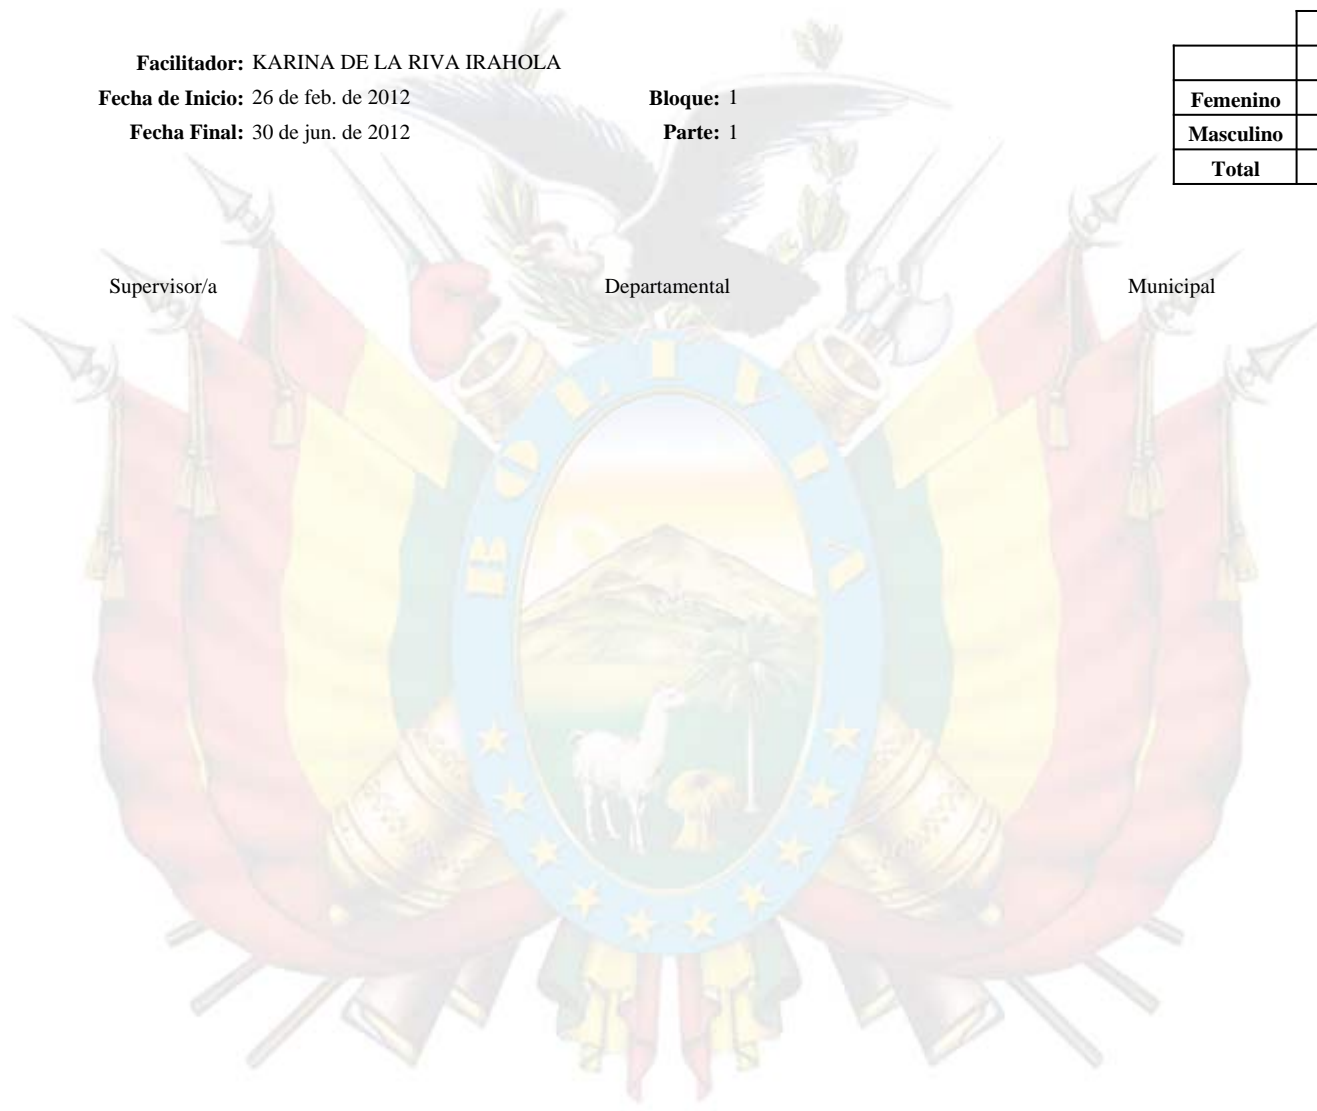 Facilitador: KARINA DE LA RIVA IRAHOLA
Fecha de Inicio: 26 de feb. de 2012 Bloque: 1
Fecha Final: 30 de jun. de 2012 Parte: 1
Femenino
Masculino
Total
Supervisor/a Departamental Municipal
BOLIVIA